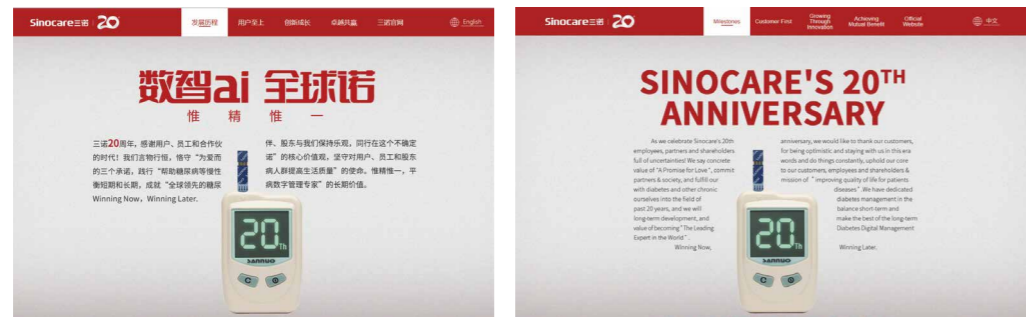 Sinocare三诺 20
发展历程 用户至上 创新成长 卓越共赢 三诺官网 English
数智ai 全球诺
惟精惟一
三诺20周年，感谢用户、员工和合作伙
伴、股东与我们保持乐观，同行在这个不确定
的时代！我们言物行恒，恪守“为爱而
诺”的核心价值观，坚守对用户、员工和股东
的三个承诺，践行“帮助糖尿病等慢性
病人群提高生活质量”的使命。惟精惟一，平
衡短期和长期，成就“全球领先的糖尿
病数字管理专家”的长期价值。
Winning Now，Winning Later.
20Th
SANNUO
Sinocare三诺 20
Milestones Customer First Growing Through Innovation Achieving Mutual Benefit Official Website 中文
SINOCARE'S 20TH
ANNIVERSARY
As we celebrate Sinocare's 20th anniversary, we would like to thank our customers,
employees, partners and shareholders for being optimistic and staying with us in this era
full of uncertainties! We say concrete words and do things constantly, uphold our core
value of "A Promise for Love", commit to our customers, employees and shareholders &
partners & society, and fulfill our mission of " improving quality of life for patients
with diabetes and other chronic diseases".We have dedicated
ourselves into the field of diabetes management in the
past 20 years, and we will balance short-term and
long-term development, and make the best of the long-term
value of becoming "The Leading Diabetes Digital Management
Expert in the World ".
Winning Now, Winning Later.
20Th
SANNUO